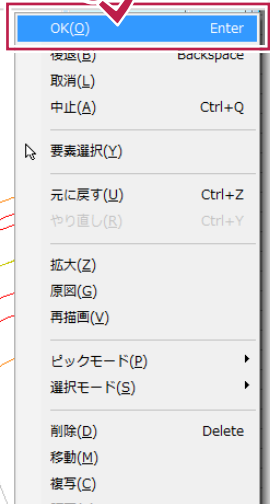 OK(O) Enter
後退(B) Backspace
取消(L)
中止(A) Ctrl+Q
要素選択(Y)
元に戻す(U) Ctrl+Z
やり直し(R) Ctrl+Y
拡大(Z)
原図(G)
再描画(V)
ピックモード(P)
選択モード(S)
削除(D) Delete
移動(M)
複写(C)